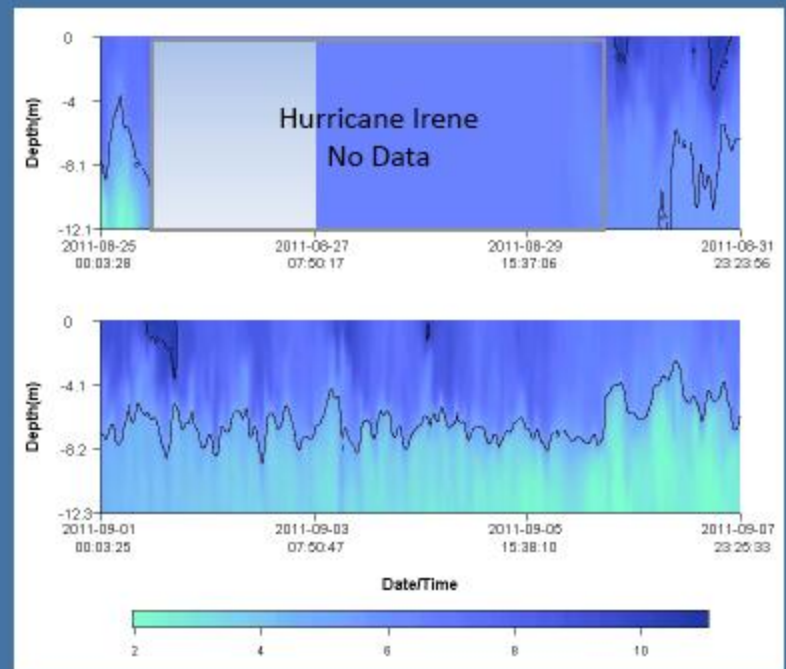 0
-4
-8.1
-12.1
Depth(m)
Hurricane Irene
No Data
2011-08-25 2011-08-27 2011-08-29 2011-08-31
00:03:28 07:50:17 15:37:06 23:23:56
0
-4.1
-8.2
-12.3
Depth(m)
2011-09-01 2011-09-03 2011-09-05 2011-09-07
00:03:25 07:50:47 15:38:10 23:25:33
Date/Time
2 4 6 8 10